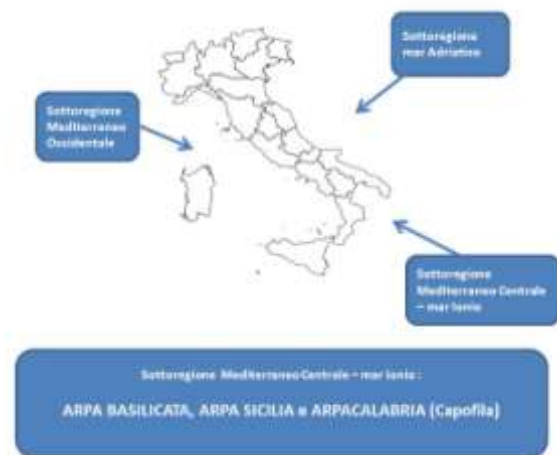 Sottoregione
mar Adriatico
Sottoregione
Mediterraneo
Occidentale
Sottoregione
Mediterraneo Centrale
– mar Ionio
Sottoregione Mediterraneo Centrale – mar Ionio :
ARPA BASILICATA, ARPA SICILIA e ARPACALABRIA (Capofila)